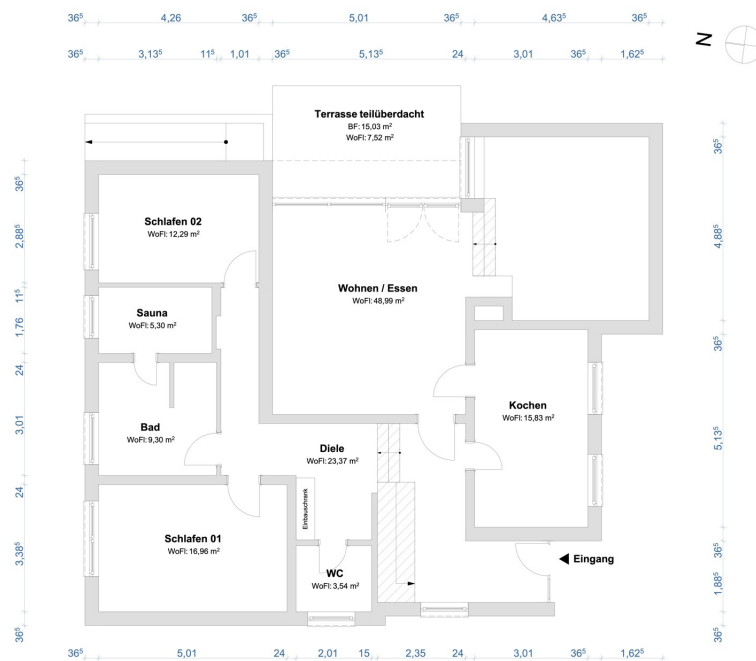 36⁵ 4,26 36⁵ 5,01 36⁵ 4,63⁵ 36⁵
36⁵ 3,13⁵ 11⁵ 1,01 36⁵ 5,13⁵ 24 3,01 36⁵ 1,62⁵
N
Terrasse teilüberdacht
BF: 15,03 m²
WoFl: 7,52 m²
36⁵
2,88⁵
11⁵
1,76
24
3,01
24
3,38⁵
36⁵
Schlafen 02
WoFl: 12,29 m²
Sauna
WoFl: 5,30 m²
Bad
WoFl: 9,30 m²
Schlafen 01
WoFl: 16,96 m²
Wohnen / Essen
WoFl: 48,99 m²
Diele
WoFl: 23,37 m²
Einbauschrank
WC
WoFl: 3,54 m²
Kochen
WoFl: 15,83 m²
Eingang
36⁵
4,88⁵
36⁵
5,13⁵
36⁵
1,88⁵
36⁵
36⁵ 5,01 24 2,01 15 2,35 24 3,01 36⁵ 1,62⁵